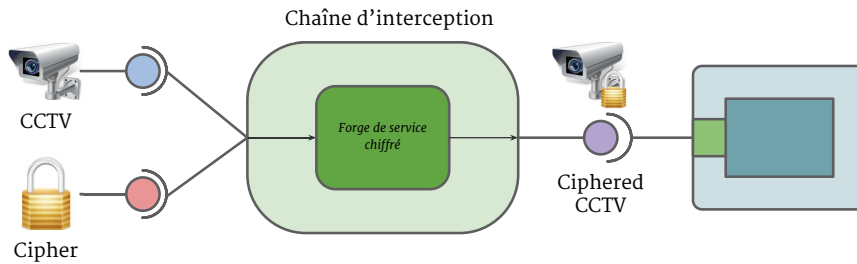 Chaîne d’interception
CCTV
Forge de service
chiffré
Ciphered
CCTV
Cipher